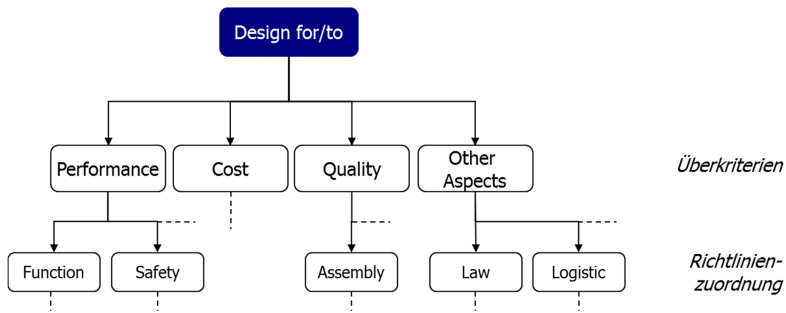 Design for/to
Performance
Cost
Quality
Other
Aspects
Überkriterien
Function
Safety
Assembly
Law
Logistic
Richtlinien-
zuordnung